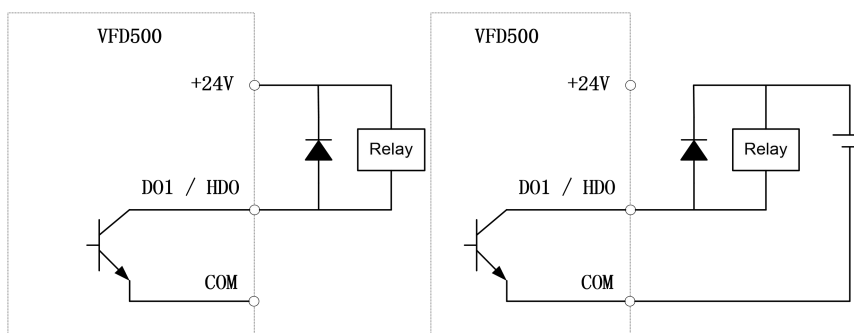 VFD500
+24V
Relay
DO1 / HDO
COM
VFD500
+24V
Relay
DO1 / HDO
COM